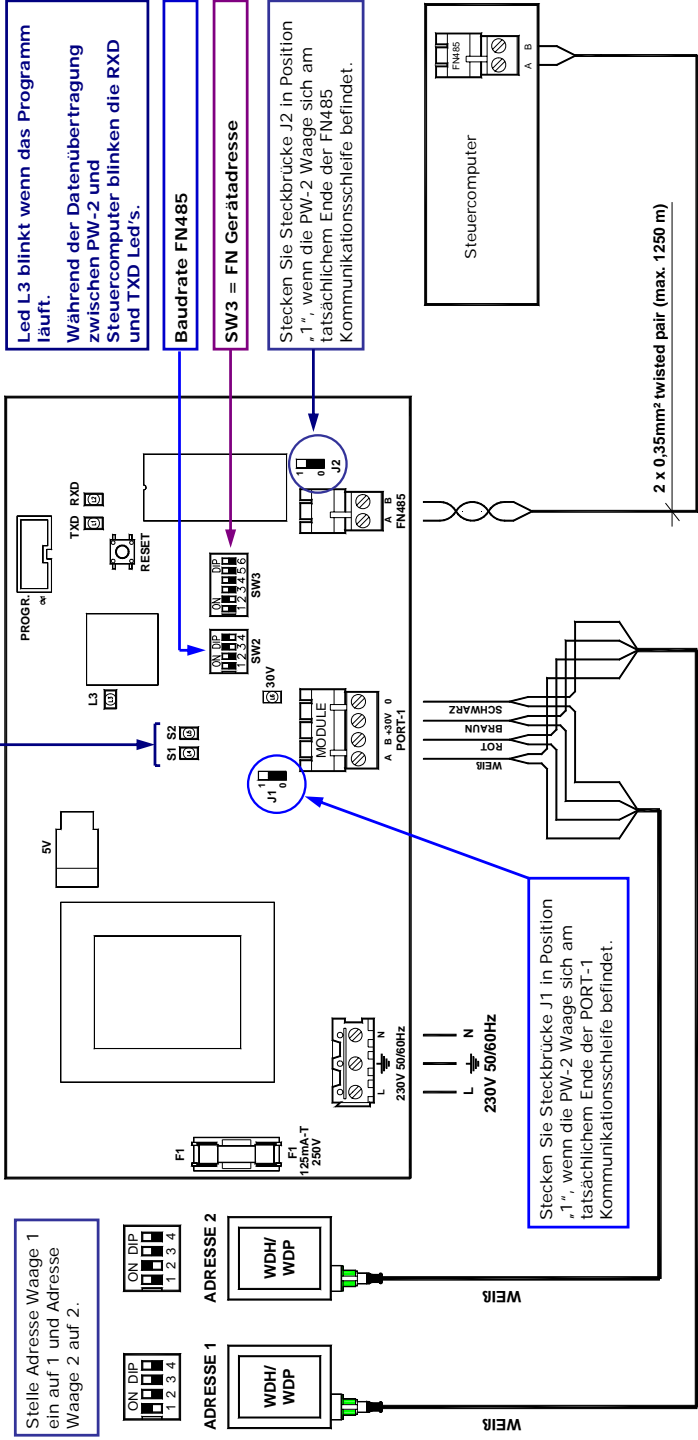 Stelle Adresse Waage 1
ein auf 1 und Adresse
Waage 2 auf 2.
ON DIP
1 2 3 4
ADRESSE 1
WDH/
WDP
WEIß
ON DIP
1 2 3 4
ADRESSE 2
WDH/
WDP
WEIß
F1
F1
125mA-T
250V
L N
230V 50/60Hz
L
N
230V 50/60Hz
5V
S1 S2
L3
PROGR.
TXD RXD
L1 L2
RESET
ON DIP
1 2 3 4
SW2
ON DIP
1 2 3 4 5 6
SW3
30V
J1
1
0
MODULE
A B +30V 0
PORT-1
J2
1
0
A B
FN485
WEIß
ROT
BRAUN
SCHWARZ
Stecken Sie Steckbrücke J1 in Position
„1“, wenn die PW-2 Waage sich am
tatsächlichem Ende der PORT-1
Kommunikationsschleife befindet.
Led L3 blinkt wenn das Programm
läuft.
Während der Datenübertragung
zwischen PW-2 und
Steuercomputer blinken die RXD
und TXD Led's.
Baudrate FN485
SW3 = FN Gerätadresse
Stecken Sie Steckbrücke J2 in Position
„1“, wenn die PW-2 Waage sich am
tatsächlichem Ende der FN485
Kommunikationsschleife befindet.
Steuercomputer
FN485
A B
2 x 0,35mm² twisted pair (max. 1250 m)